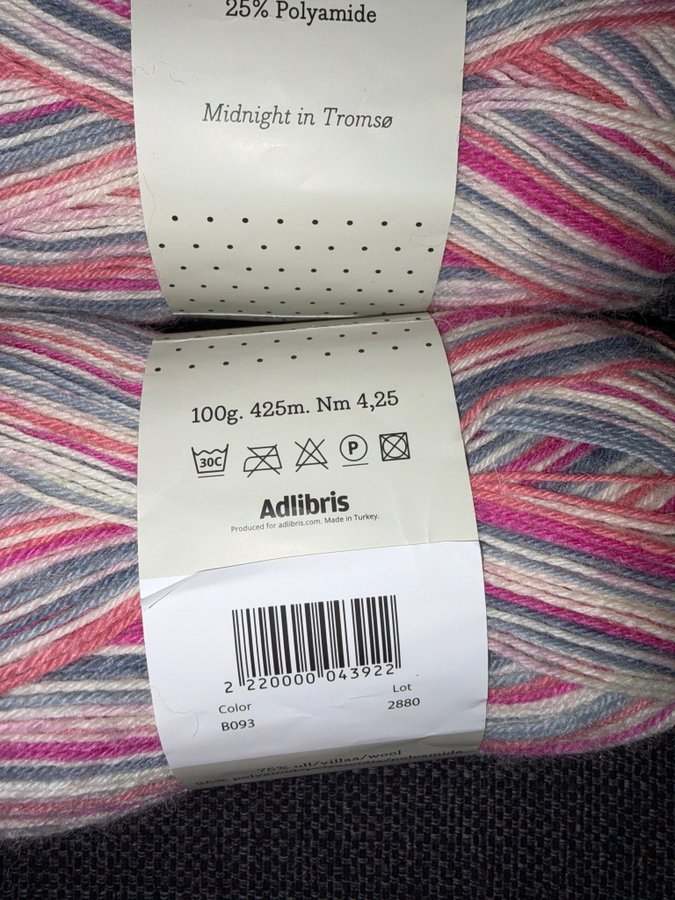 25% Polyamide
Midnight in Tromsø
100g. 425m. Nm 4,25
30C
P
Adlibris
Produced for adlibris.com. Made in Turkey.
2 220000 043922
Color
Lot
B093
2880
75% ull/villaa/wool